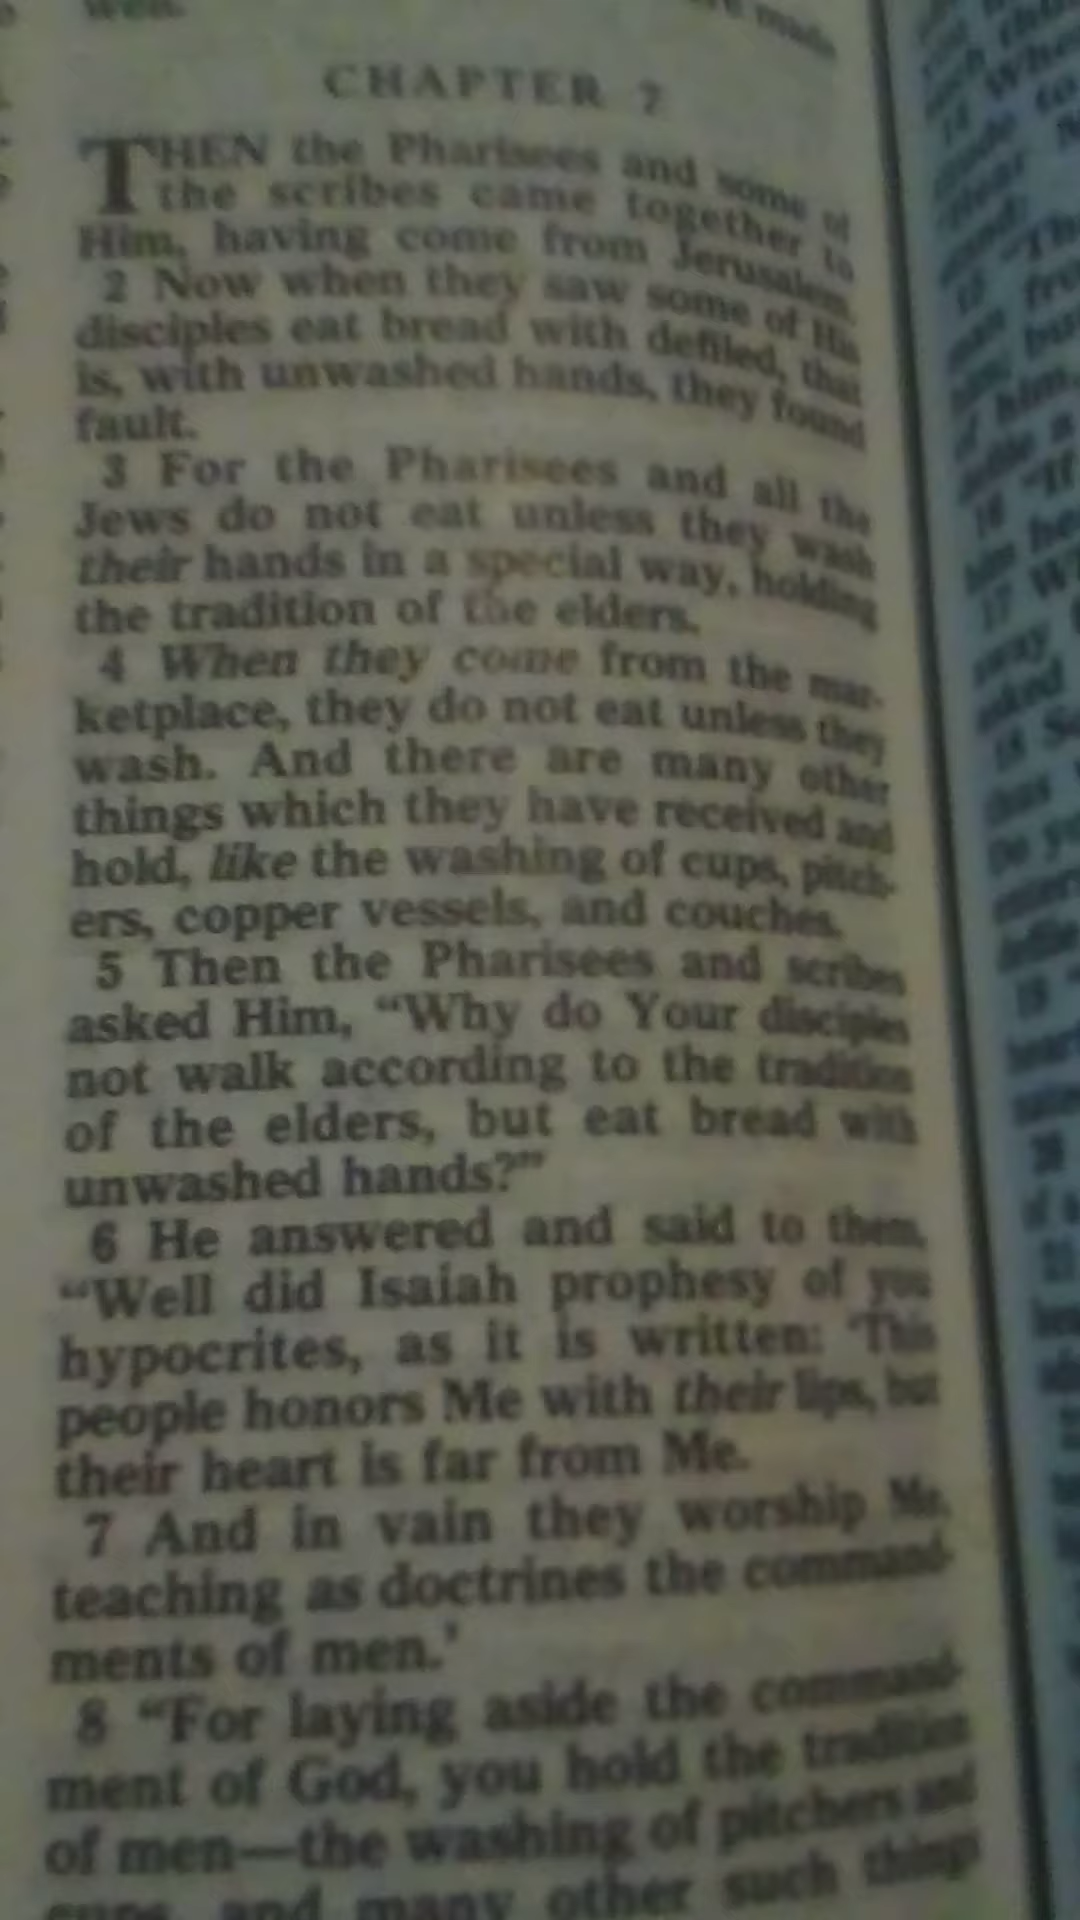 well.
made
CHAPTER 7
THEN the Pharisees and some of
the scribes came together to
Him, having come from Jerusalem.
2 Now when they saw some of His
disciples eat bread with defiled, that
is, with unwashed hands, they found
fault.
3 For the Pharisees and all the
Jews do not eat unless they wash
their hands in a special way, holding
the tradition of the elders.
4 When they come from the mar-
ketplace, they do not eat unless they
wash. And there are many other
things which they have received and
hold, like the washing of cups, pitch-
ers, copper vessels, and couches.
5 Then the Pharisees and scribes
asked Him, “Why do Your disciples
not walk according to the tradition
of the elders, but eat bread with
unwashed hands?”
6 He answered and said to them,
“Well did Isaiah prophesy of you
hypocrites, as it is written: ‘This
people honors Me with their lips, but
their heart is far from Me.
7 And in vain they worship Me,
teaching as doctrines the command-
ments of men.’
8 “For laying aside the command-
ment of God, you hold the tradition
of men—the washing of pitchers and
cups, and many other such things